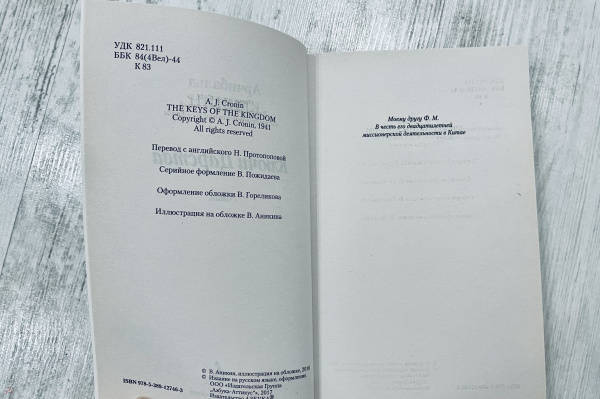 УДК 821.111
ББК 84(4Вел)-44
К 83
A. J. Cronin
THE KEYS OF THE KINGDOM
Copyright © A. J. Cronin, 1941
All rights reserved
Перевод с английского Н. Протопоповой
Серийное формление В. Пожидаева
Оформление обложки В. Гореликова
Иллюстрация на обложке В. Аникина
© В. Аникин, иллюстрация на обложке,
© Издание на русском языке, оформление.
ООО «Издательская Группа
«Азбука-Аттикус», 2017
Издательство АЗБУКА®
ISBN 978-5-389-12746-3
Моему другу Ф. М.
В честь его двадцатилетней
миссионерской деятельности в Китае